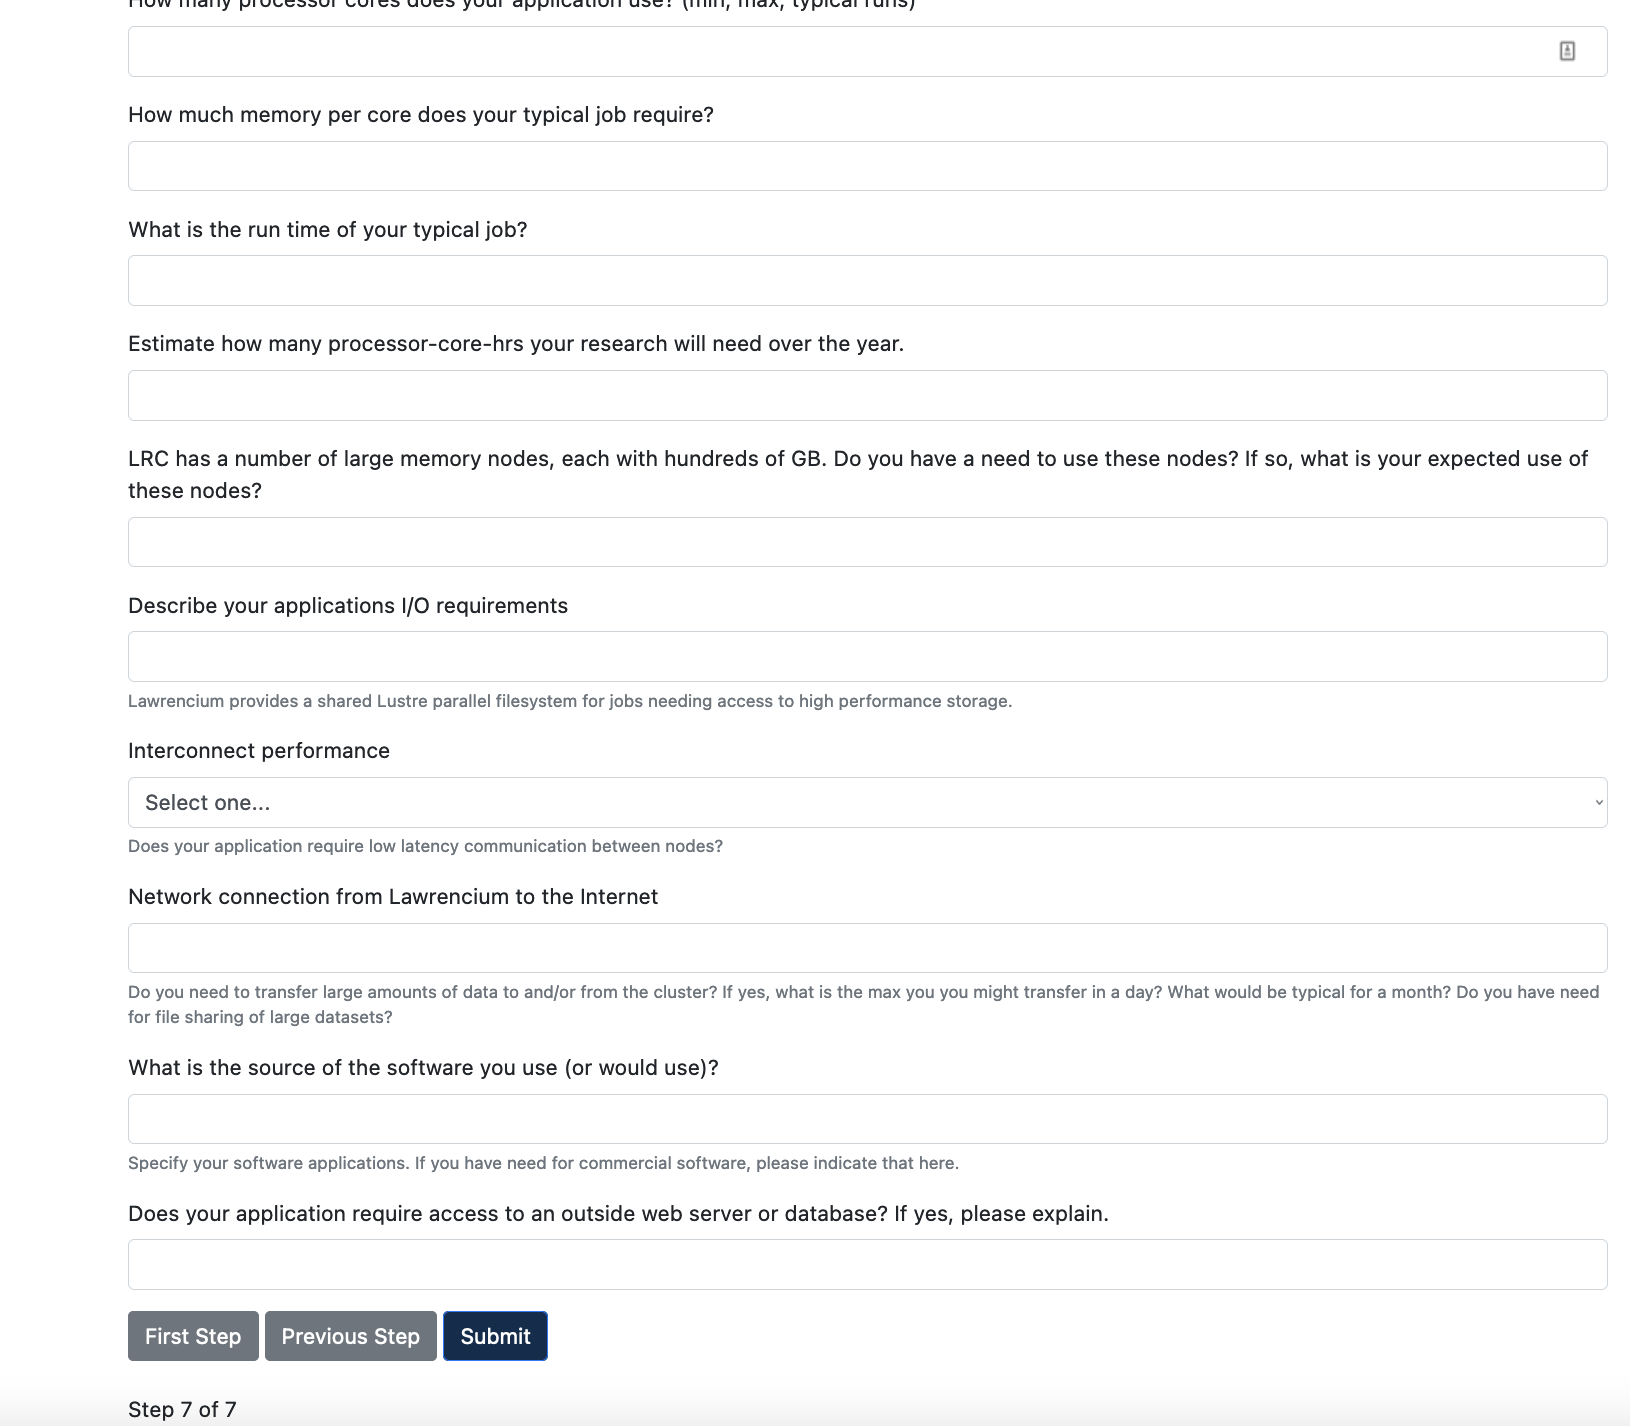 How many processor cores does your application use? (min, max, typical runs)
How much memory per core does your typical job require?
What is the run time of your typical job?
Estimate how many processor-core-hrs your research will need over the year.
LRC has a number of large memory nodes, each with hundreds of GB. Do you have a need to use these nodes? If so, what is your expected use of
these nodes?
Describe your applications I/O requirements
Lawrencium provides a shared Lustre parallel filesystem for jobs needing access to high performance storage.
Interconnect performance
Select one...
Does your application require low latency communication between nodes?
Network connection from Lawrencium to the Internet
Do you need to transfer large amounts of data to and/or from the cluster? If yes, what is the max you you might transfer in a day? What would be typical for a month? Do you have need
for file sharing of large datasets?
What is the source of the software you use (or would use)?
Specify your software applications. If you have need for commercial software, please indicate that here.
Does your application require access to an outside web server or database? If yes, please explain.
First Step Previous Step Submit
Step 7 of 7